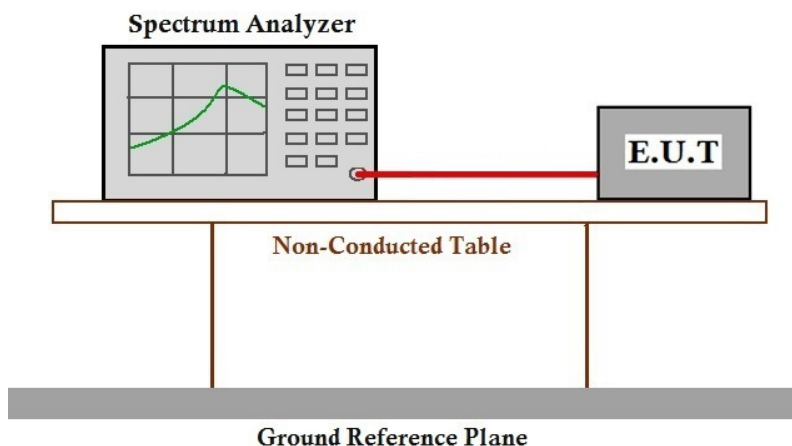 Spectrum Analyzer
E.U.T
Non-Conducted Table
Ground Reference Plane